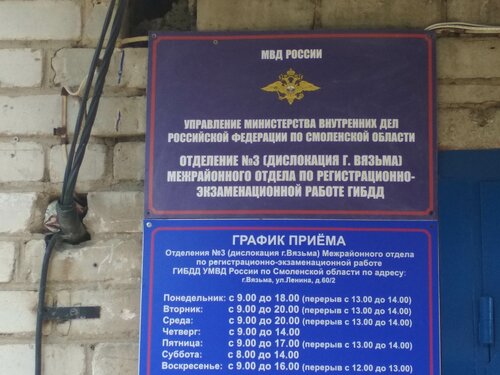 МВД РОССИИ
УПРАВЛЕНИЕ МИНИСТЕРСТВА ВНУТРЕННИХ ДЕЛ
РОССИЙСКОЙ ФЕДЕРАЦИИ ПО СМОЛЕНСКОЙ ОБЛАСТИ
ОТДЕЛЕНИЕ №3 (ДИСЛОКАЦИЯ Г. ВЯЗЬМА)
МЕЖРАЙОННОГО ОТДЕЛА ПО РЕГИСТРАЦИОННО-
ЭКЗАМЕНАЦИОННОЙ РАБОТЕ ГИБДД
ГРАФИК ПРИЁМА
Отделения №3 (дислокация г.Вязьма) Межрайонного отдела
по регистрационно-экзаменационной работе
ГИБДД УМВД России по Смоленской области по адресу:
г.Вязьма, ул.Ленина, д.60/2
Понедельник: с 9.00 до 18.00 (перерыв с 13.00 до 14.00)
Вторник: с 9.00 до 20.00 (перерыв с 13.00 до 14.00)
Среда: с 9.00 до 20.00 (перерыв с 13.00 до 14.00)
Четверг: с 9.00 до 14.00
Пятница: с 9.00 до 17.00 (перерыв с 13.00 до 14.00)
Суббота: с 8.00 до 14.00
Воскресенье: с 9.00 до 16.00 (перерыв с 12.00 до 13.00)